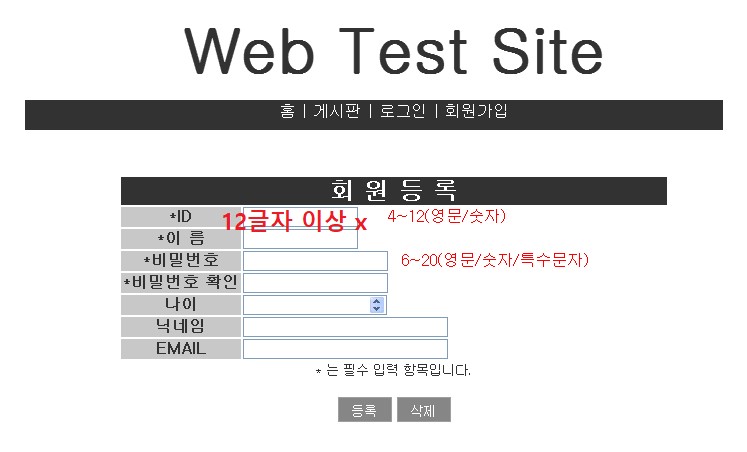 Web Test Site
홈 | 게시판 | 로그인 | 회원가입
회 원 등 록
*ID 12글자 이상 x 4~12(영문/숫자)
*이 름
*비밀번호 6~20(영문/숫자/특수문자)
*비밀번호 확인
나이
닉네임
EMAIL
* 는 필수 입력 항목입니다.
등록 삭제